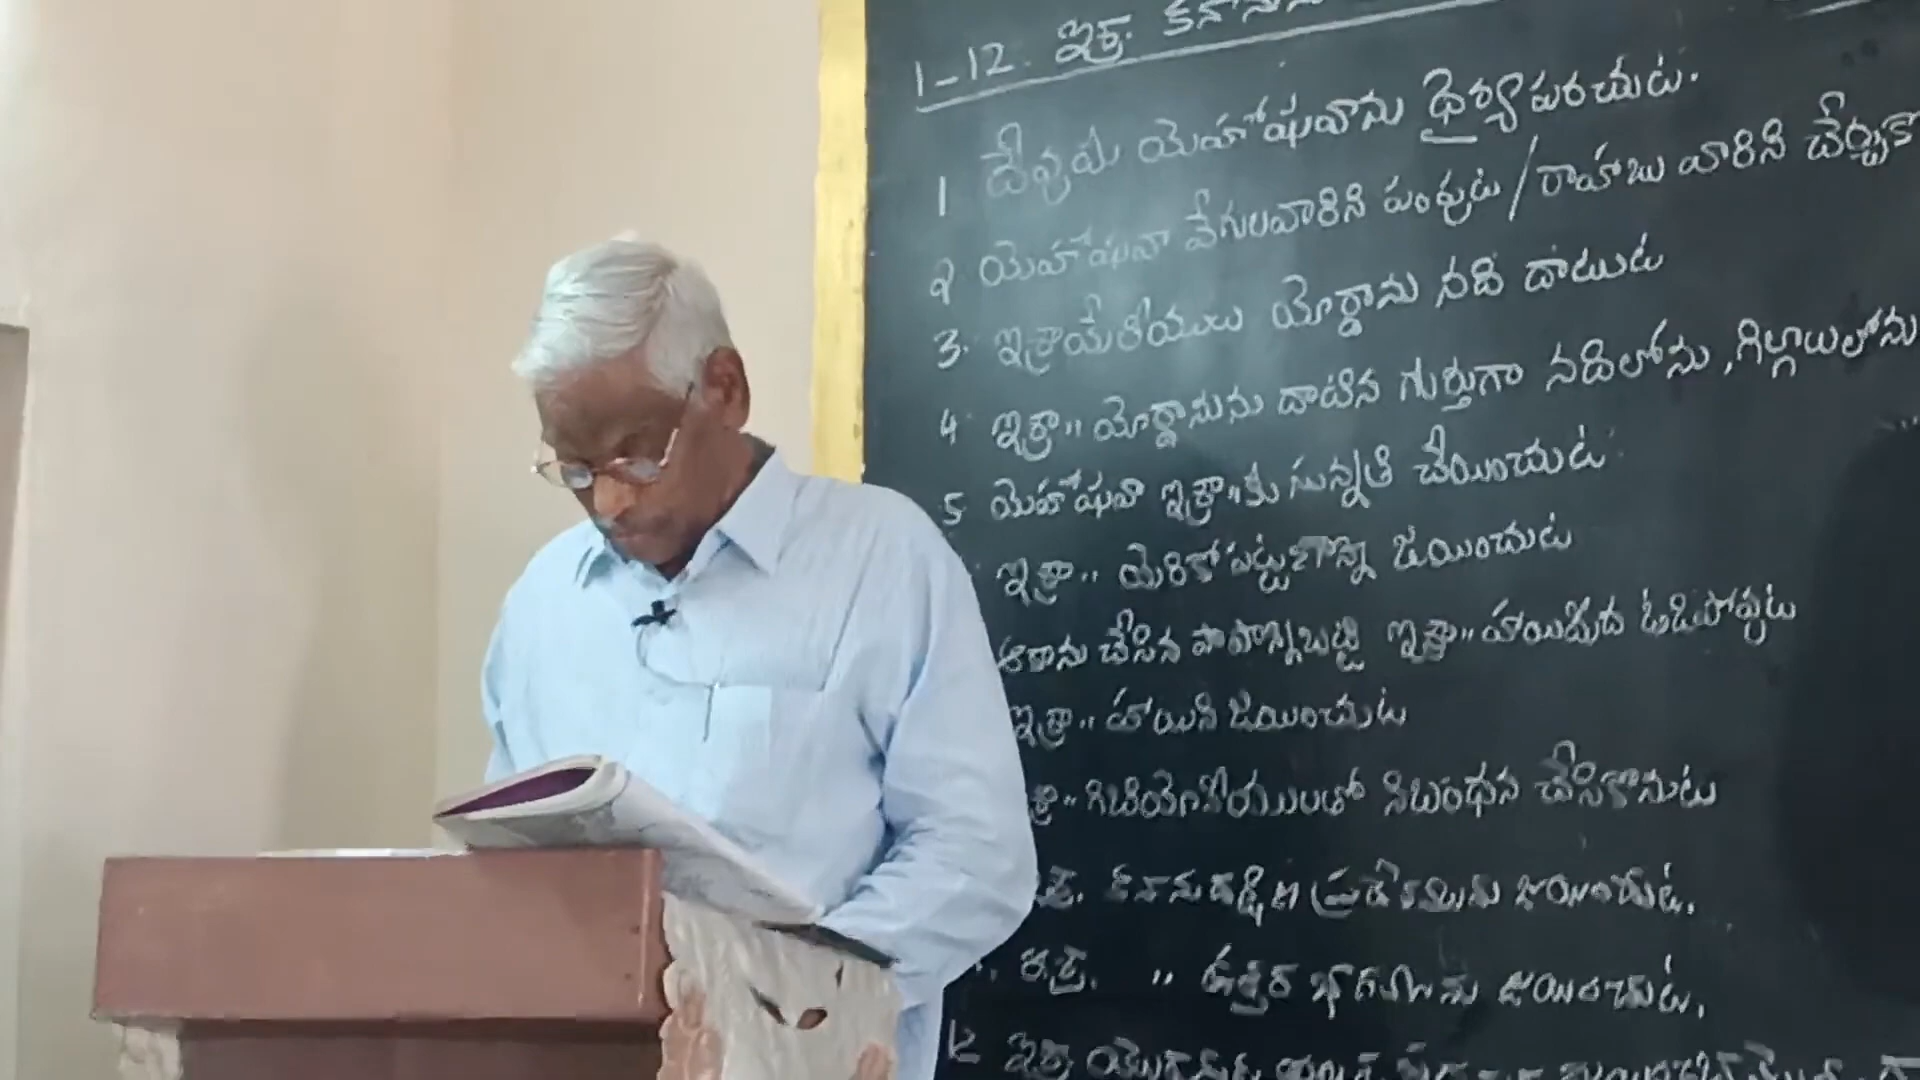 1-12. ఇశ్రా. కనాను
1 దేవుడు యెహోషువాను ధైర్యపరచుట.
2 యెహోషువా వేగులవారిని పంపుట / రాహాబు వారిని చేర్చుకొ
3. ఇశ్రాయేలీయులు యోర్దాను నది దాటుట
4 ఇశ్రా" యోర్దానును దాటిన గుర్తుగా నదిలోను, గిల్గాలులోను
5 యెహోషువా ఇశ్రా"కు సున్నతి చేయించుట
ఇశ్రా" యెరికో పట్టణాన్ని జయించుట
ఆకాను చేసిన పాపాన్నిబట్టి ఇశ్రా" హాయిమీద ఓడిపోవుట
ఇశ్రా" హాయిని జయించుట
శ్రా" గిబియోనీయులతో నిబంధన చేసికొనుట
కనాను దక్షిణ ప్రదేశమును జయించుట.
ఇశ్రా. " ఉత్తర భాగమును జయించుట.
12 ఇశ్రా